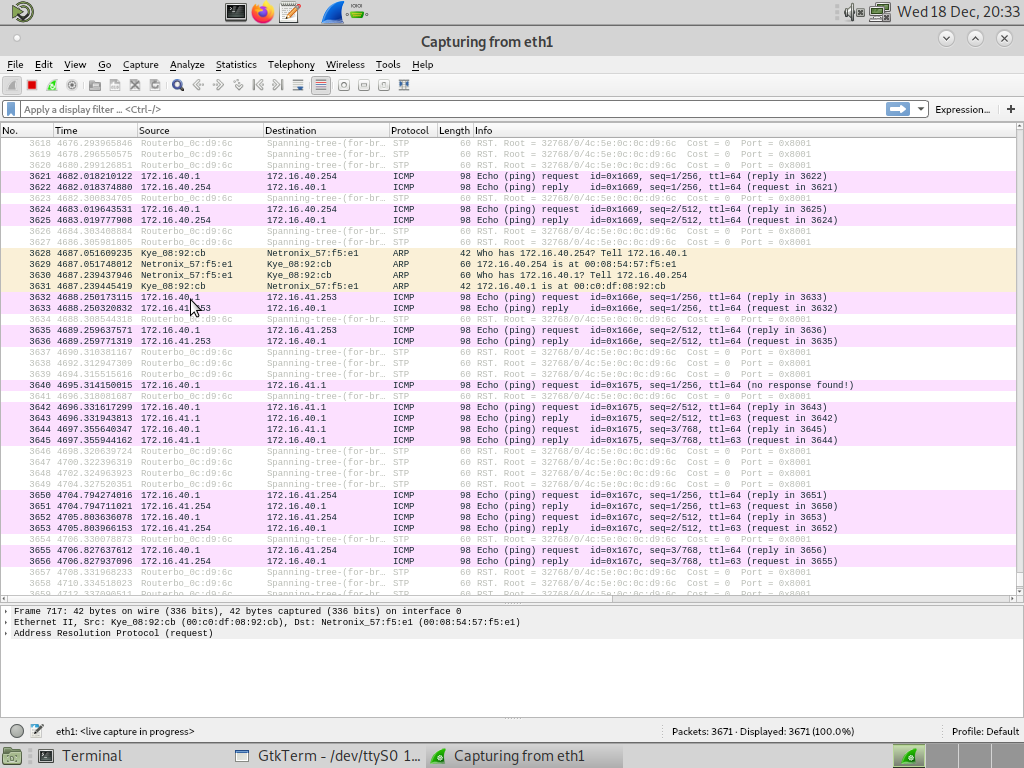 Wed 18 Dec, 20:33
Capturing from eth1
File Edit View Go Capture Analyze Statistics Telephony Wireless Tools Help
Apply a display filter ... <Ctrl-/> Expression... +
No. Time Source Destination Protocol Length Info
3618 4676.293965846 Routerbo_0c:d9:6c Spanning-tree-(for-br… STP 60 RST. Root = 32768/0/4c:5e:0c:0c:d9:6c Cost = 0 Port = 0x8001
3619 4678.296550575 Routerbo_0c:d9:6c Spanning-tree-(for-br… STP 60 RST. Root = 32768/0/4c:5e:0c:0c:d9:6c Cost = 0 Port = 0x8001
3620 4680.299126851 Routerbo_0c:d9:6c Spanning-tree-(for-br… STP 60 RST. Root = 32768/0/4c:5e:0c:0c:d9:6c Cost = 0 Port = 0x8001
3621 4682.018210122 172.16.40.1 172.16.40.254 ICMP 98 Echo (ping) request id=0x1669, seq=1/256, ttl=64 (reply in 3622)
3622 4682.018374880 172.16.40.254 172.16.40.1 ICMP 98 Echo (ping) reply id=0x1669, seq=1/256, ttl=64 (request in 3621)
3623 4682.300834705 Routerbo_0c:d9:6c Spanning-tree-(for-br… STP 60 RST. Root = 32768/0/4c:5e:0c:0c:d9:6c Cost = 0 Port = 0x8001
3624 4683.019643531 172.16.40.1 172.16.40.254 ICMP 98 Echo (ping) request id=0x1669, seq=2/512, ttl=64 (reply in 3625)
3625 4683.019777908 172.16.40.254 172.16.40.1 ICMP 98 Echo (ping) reply id=0x1669, seq=2/512, ttl=64 (request in 3624)
3626 4684.303408884 Routerbo_0c:d9:6c Spanning-tree-(for-br… STP 60 RST. Root = 32768/0/4c:5e:0c:0c:d9:6c Cost = 0 Port = 0x8001
3627 4686.305981805 Routerbo_0c:d9:6c Spanning-tree-(for-br… STP 60 RST. Root = 32768/0/4c:5e:0c:0c:d9:6c Cost = 0 Port = 0x8001
3628 4687.051609235 Kye_08:92:cb Netronix_57:f5:e1 ARP 42 Who has 172.16.40.254? Tell 172.16.40.1
3629 4687.051748012 Netronix_57:f5:e1 Kye_08:92:cb ARP 60 172.16.40.254 is at 00:08:54:57:f5:e1
3630 4687.239437946 Netronix_57:f5:e1 Kye_08:92:cb ARP 60 Who has 172.16.40.1? Tell 172.16.40.254
3631 4687.239445419 Kye_08:92:cb Netronix_57:f5:e1 ARP 42 172.16.40.1 is at 00:c0:df:08:92:cb
3632 4688.250173115 172.16.40.1 172.16.41.253 ICMP 98 Echo (ping) request id=0x166e, seq=1/256, ttl=64 (reply in 3633)
3633 4688.250320832 172.16.41.253 172.16.40.1 ICMP 98 Echo (ping) reply id=0x166e, seq=1/256, ttl=64 (request in 3632)
3634 4688.308544318 Routerbo_0c:d9:6c Spanning-tree-(for-br… STP 60 RST. Root = 32768/0/4c:5e:0c:0c:d9:6c Cost = 0 Port = 0x8001
3635 4689.259637571 172.16.40.1 172.16.41.253 ICMP 98 Echo (ping) request id=0x166e, seq=2/512, ttl=64 (reply in 3636)
3636 4689.259771319 172.16.41.253 172.16.40.1 ICMP 98 Echo (ping) reply id=0x166e, seq=2/512, ttl=64 (request in 3635)
3637 4690.310381167 Routerbo_0c:d9:6c Spanning-tree-(for-br… STP 60 RST. Root = 32768/0/4c:5e:0c:0c:d9:6c Cost = 0 Port = 0x8001
3638 4692.312947309 Routerbo_0c:d9:6c Spanning-tree-(for-br… STP 60 RST. Root = 32768/0/4c:5e:0c:0c:d9:6c Cost = 0 Port = 0x8001
3639 4694.315515616 Routerbo_0c:d9:6c Spanning-tree-(for-br… STP 60 RST. Root = 32768/0/4c:5e:0c:0c:d9:6c Cost = 0 Port = 0x8001
3640 4695.314150015 172.16.40.1 172.16.41.1 ICMP 98 Echo (ping) request id=0x1675, seq=1/256, ttl=64 (no response found!)
3641 4696.318081687 Routerbo_0c:d9:6c Spanning-tree-(for-br… STP 60 RST. Root = 32768/0/4c:5e:0c:0c:d9:6c Cost = 0 Port = 0x8001
3642 4696.331617299 172.16.40.1 172.16.41.1 ICMP 98 Echo (ping) request id=0x1675, seq=2/512, ttl=64 (reply in 3643)
3643 4696.331943813 172.16.41.1 172.16.40.1 ICMP 98 Echo (ping) reply id=0x1675, seq=2/512, ttl=63 (request in 3642)
3644 4697.355640347 172.16.40.1 172.16.41.1 ICMP 98 Echo (ping) request id=0x1675, seq=3/768, ttl=64 (reply in 3645)
3645 4697.355944162 172.16.41.1 172.16.40.1 ICMP 98 Echo (ping) reply id=0x1675, seq=3/768, ttl=63 (request in 3644)
3646 4698.320639724 Routerbo_0c:d9:6c Spanning-tree-(for-br… STP 60 RST. Root = 32768/0/4c:5e:0c:0c:d9:6c Cost = 0 Port = 0x8001
3647 4700.322396319 Routerbo_0c:d9:6c Spanning-tree-(for-br… STP 60 RST. Root = 32768/0/4c:5e:0c:0c:d9:6c Cost = 0 Port = 0x8001
3648 4702.324963923 Routerbo_0c:d9:6c Spanning-tree-(for-br… STP 60 RST. Root = 32768/0/4c:5e:0c:0c:d9:6c Cost = 0 Port = 0x8001
3649 4704.327520351 Routerbo_0c:d9:6c Spanning-tree-(for-br… STP 60 RST. Root = 32768/0/4c:5e:0c:0c:d9:6c Cost = 0 Port = 0x8001
3650 4704.794274016 172.16.40.1 172.16.41.254 ICMP 98 Echo (ping) request id=0x167c, seq=1/256, ttl=64 (reply in 3651)
3651 4704.794711021 172.16.41.254 172.16.40.1 ICMP 98 Echo (ping) reply id=0x167c, seq=1/256, ttl=63 (request in 3650)
3652 4705.803636078 172.16.40.1 172.16.41.254 ICMP 98 Echo (ping) request id=0x167c, seq=2/512, ttl=64 (reply in 3653)
3653 4705.803966153 172.16.41.254 172.16.40.1 ICMP 98 Echo (ping) reply id=0x167c, seq=2/512, ttl=63 (request in 3652)
3654 4706.330078873 Routerbo_0c:d9:6c Spanning-tree-(for-br… STP 60 RST. Root = 32768/0/4c:5e:0c:0c:d9:6c Cost = 0 Port = 0x8001
3655 4706.827637612 172.16.40.1 172.16.41.254 ICMP 98 Echo (ping) request id=0x167c, seq=3/768, ttl=64 (reply in 3656)
3656 4706.827937096 172.16.41.254 172.16.40.1 ICMP 98 Echo (ping) reply id=0x167c, seq=3/768, ttl=63 (request in 3655)
3657 4708.331969233 Routerbo_0c:d9:6c Spanning-tree-(for-br… STP 60 RST. Root = 32768/0/4c:5e:0c:0c:d9:6c Cost = 0 Port = 0x8001
3658 4710.334518023 Routerbo_0c:d9:6c Spanning-tree-(for-br… STP 60 RST. Root = 32768/0/4c:5e:0c:0c:d9:6c Cost = 0 Port = 0x8001
3659 4712.337090511 Routerbo_0c:d9:6c Spanning-tree-(for-br… STP 60 RST. Root = 32768/0/4c:5e:0c:0c:d9:6c Cost = 0 Port = 0x8001
Frame 717: 42 bytes on wire (336 bits), 42 bytes captured (336 bits) on interface 0
Ethernet II, Src: Kye_08:92:cb (00:c0:df:08:92:cb), Dst: Netronix_57:f5:e1 (00:08:54:57:f5:e1)
Address Resolution Protocol (request)
eth1: <live capture in progress> Packets: 3671 · Displayed: 3671 (100.0%) Profile: Default
Terminal GtkTerm - /dev/ttyS0 1... Capturing from eth1